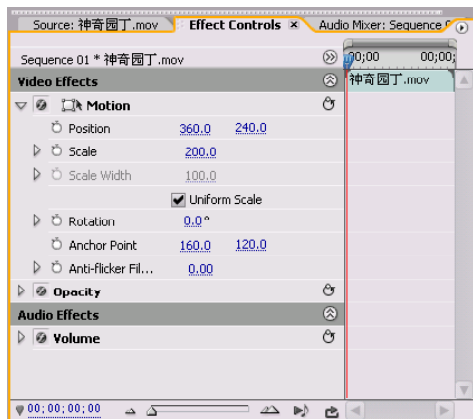 Source: 神奇园丁.mov Effect Controls × Audio Mixer: Sequence
Sequence 01 * 神奇园丁.mov 00;00 00;00;
Video Effects 神奇园丁.mov
Motion
Position 360.0 240.0
Scale 200.0
Scale Width 100.0
Uniform Scale
Rotation 0.0 °
Anchor Point 160.0 120.0
Anti-flicker Fil... 0.00
Opacity
Audio Effects
Volume
00;00;00;00